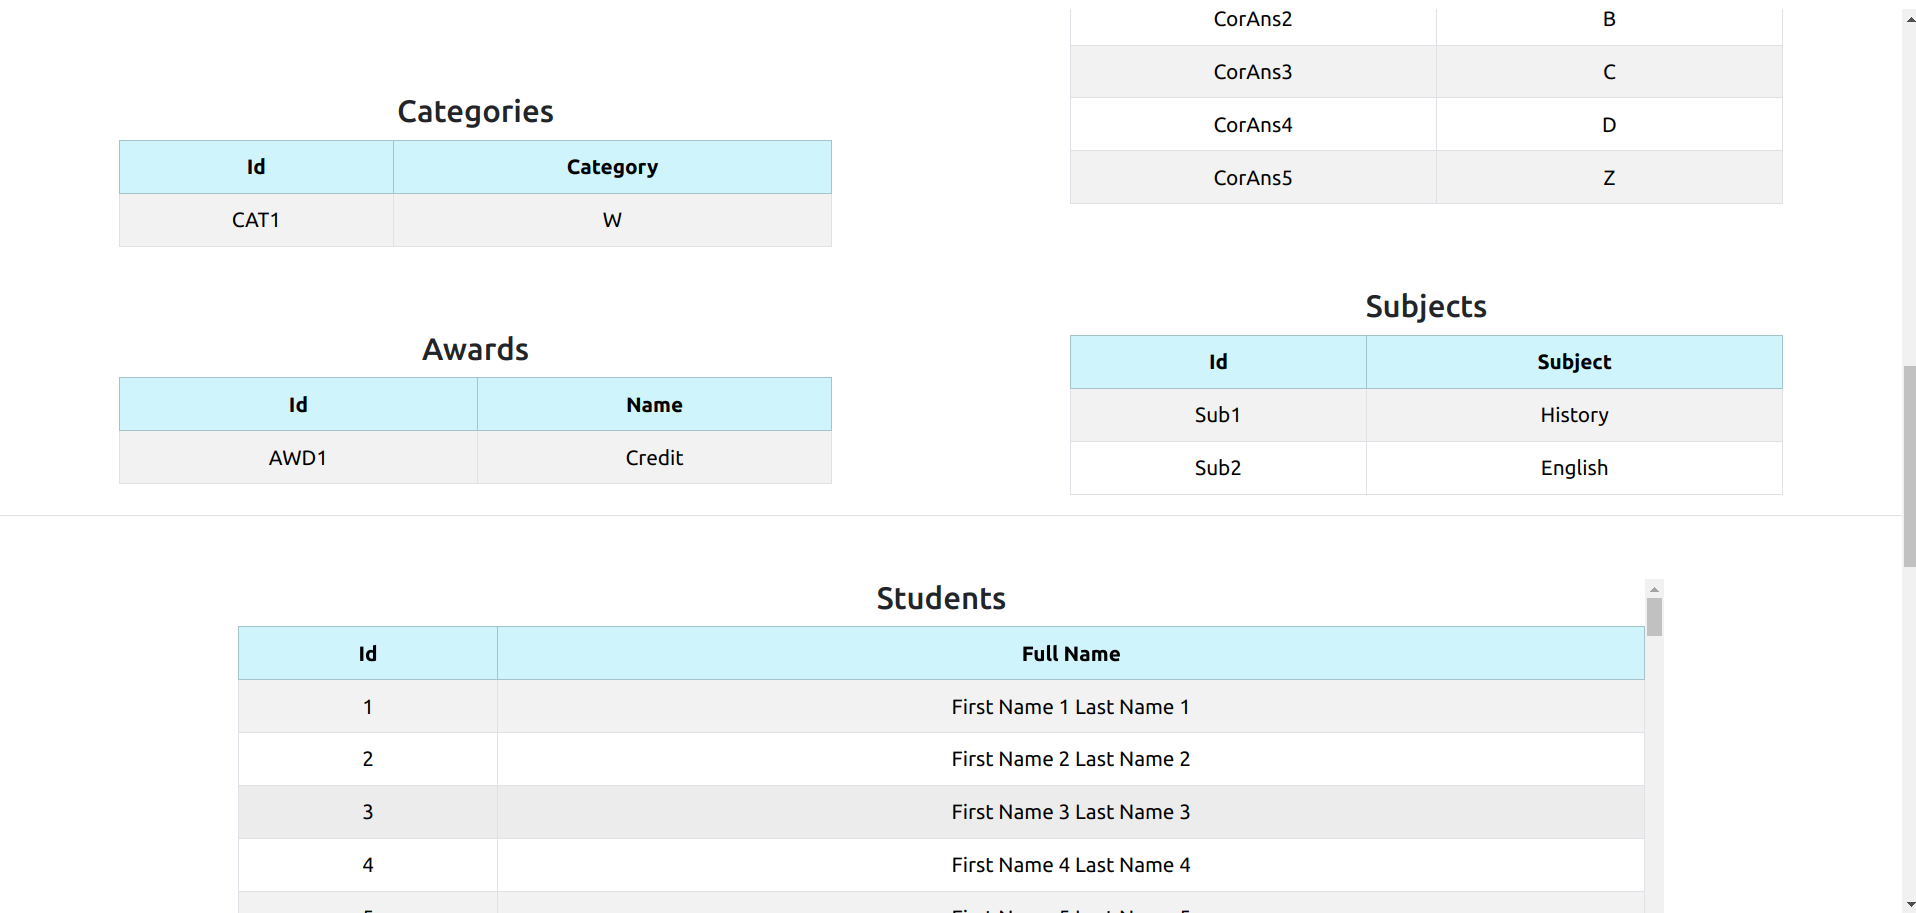 CorAns2 B
CorAns3 C
CorAns4 D
CorAns5 Z
Categories
Id Category
CAT1 W
Awards
Id Name
AWD1 Credit
Subjects
Id Subject
Sub1 History
Sub2 English
Students
Id Full Name
1 First Name 1 Last Name 1
2 First Name 2 Last Name 2
3 First Name 3 Last Name 3
4 First Name 4 Last Name 4